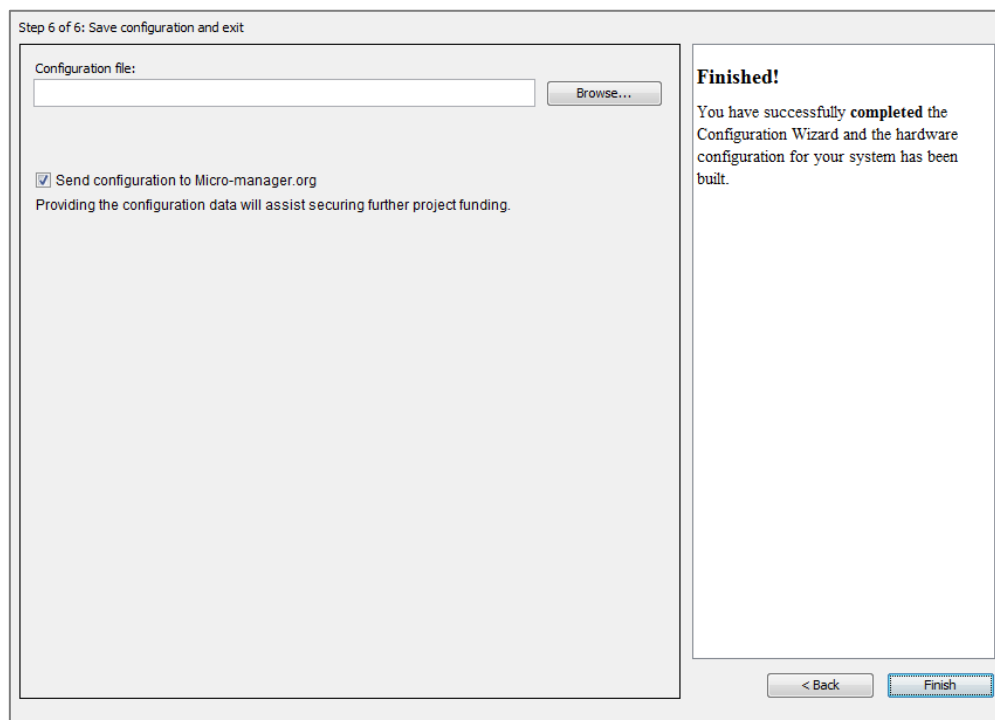 Step 6 of 6: Save configuration and exit
Configuration file:
Browse...
Send configuration to Micro-manager.org
Providing the configuration data will assist securing further project funding.
Finished!
You have successfully completed the
Configuration Wizard and the hardware
configuration for your system has been
built.
< Back
Finish